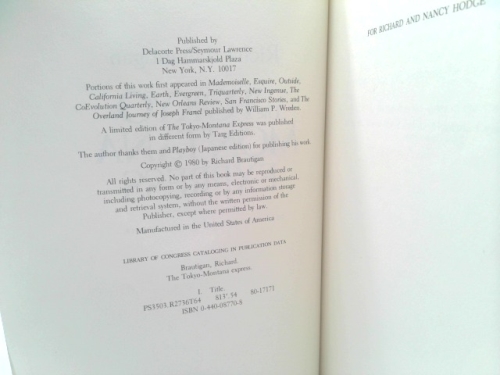 Published by
Delacorte Press/Seymour Lawrence
1 Dag Hammarskjold Plaza
New York, N.Y. 10017
Portions of this work first appeared in Mademoiselle, Esquire, Outside,
California Living, Earth, Evergreen, Triquarterly, New Ingenue, The
CoEvolution Quarterly, New Orleans Review, San Francisco Stories, and The
Overland Journey of Joseph Francl published by William P. Wreden.
A limited edition of The Tokyo-Montana Express was published
in different form by Targ Editions.
The author thanks them and Playboy (Japanese edition) for publishing his work.
Copyright © 1980 by Richard Brautigan
All rights reserved. No part of this book may be reproduced or
transmitted in any form or by any means, electronic or mechanical,
including photocopying, recording or by any information storage
and retrieval system, without the written permission of the
Publisher, except where permitted by law.
Manufactured in the United States of America
LIBRARY OF CONGRESS CATALOGING IN PUBLICATION DATA
Brautigan, Richard.
The Tokyo-Montana express.
I. Title.
PS3503.R2736T64 813'.54 80-17171
ISBN 0-440-08770-8
FOR RICHARD AND NANCY HODGE